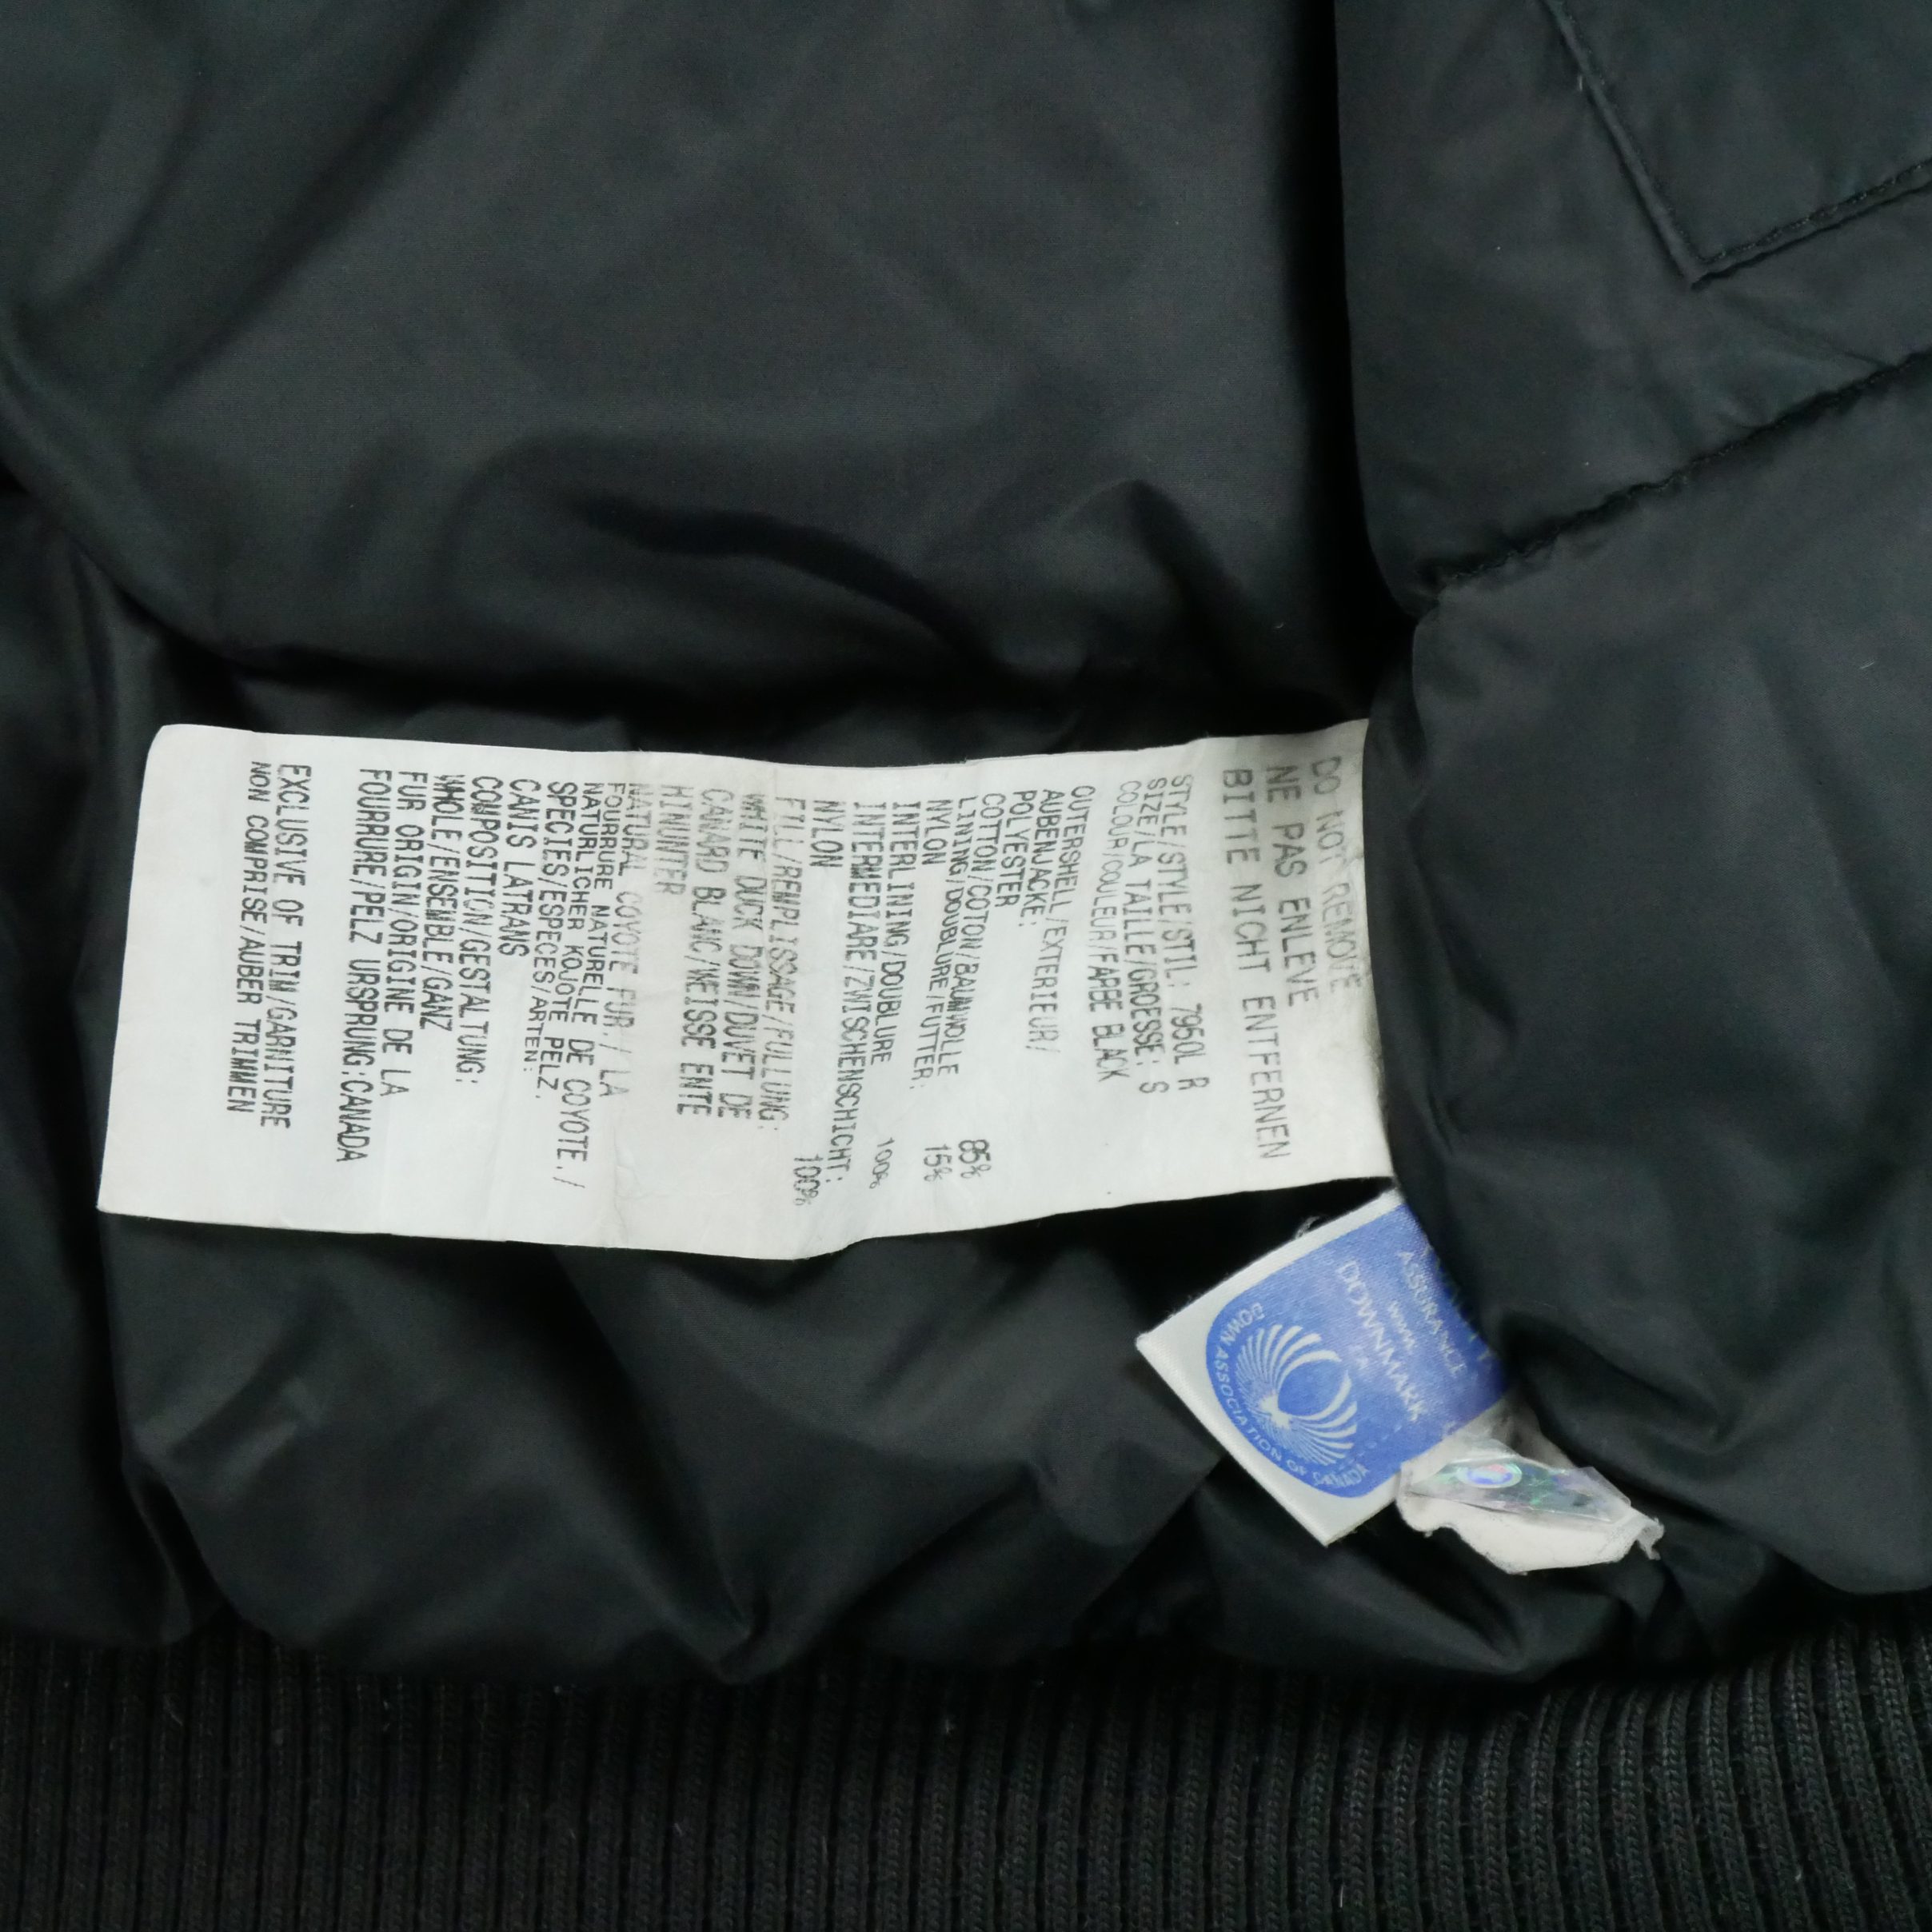 DO NOT REMOVE
NE PAS ENLEVE
BITTE NICHT ENTFERNEN
STYLE/STYLE/STIL: 7950L R
SIZE/LA TAILLE/GROESSE: S
COLOUR/COULEUR/FARBE BLACK
OUTERSHELL/EXTERIEUR/
AUBENJACKE:
POLYESTER 85%
COTTON/COTON/BAUMWOLLE 15%
LINING/DOUBLURE/FUTTER:
NYLON 100%
INTERLINING/DOUBLURE
INTERMEDIARE/ZWISCHENSCHICHT:
NYLON 100%
FILL/REMPLISSAGE/FULLUNG:
WHITE DUCK DOWN/DUVET DE
CANARD BLANC/WEISSE ENTE
HINUNTER
NATURAL COYOTE FUR./ LA
FOURRURE NATURELLE DE COYOTE./
NATURLICHER KOJOTE PELZ.
SPECIES/ESPECES/ARTEN:
CANIS LATRANS
COMPOSITION/GESTALTUNG:
WHOLE/ENSEMBLE/GANZ
FUR ORIGIN/ORIGINE DE LA
FOURRURE/PELZ URSPRUNG:CANADA
EXCLUSIVE OF TRIM/GARNITURE
NON COMPRISE/AUBER TRIMMEN
ASSURANCE
www.
DOWNMARK
DOWN ASSOCIATION OF CANADA